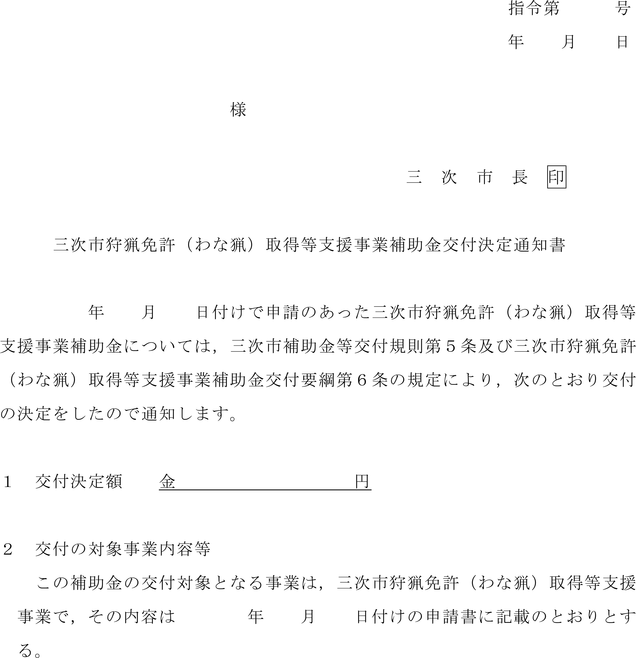 指令第　　　号
年　　月　　日
様
三　次　市　長　印
三次市狩猟免許（わな猟）取得等支援事業補助金交付決定通知書
年　　月　　日付けで申請のあった三次市狩猟免許（わな猟）取得等
支援事業補助金については，三次市補助金等交付規則第５条及び三次市狩猟免許
（わな猟）取得等支援事業補助金交付要綱第６条の規定により，次のとおり交付
の決定をしたので通知します。
１　交付決定額　　金　　　　　　　　　　円
２　交付の対象事業内容等
この補助金の交付対象となる事業は，三次市狩猟免許（わな猟）取得等支援
事業で，その内容は　　　　年　　月　　日付けの申請書に記載のとおりとす
る。